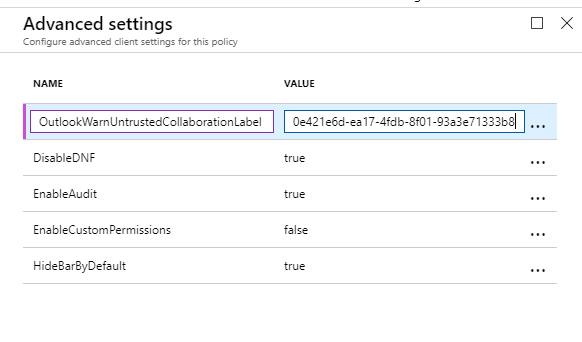 Advanced settings
Configure advanced client settings for this policy
NAME VALUE
OutlookWarnUntrustedCollaborationLabel 0e421e6d-ea17-4fdb-8f01-93a3e71333b8 ...
DisableDNF true ...
EnableAudit true ...
EnableCustomPermissions false ...
HideBarByDefault true ...